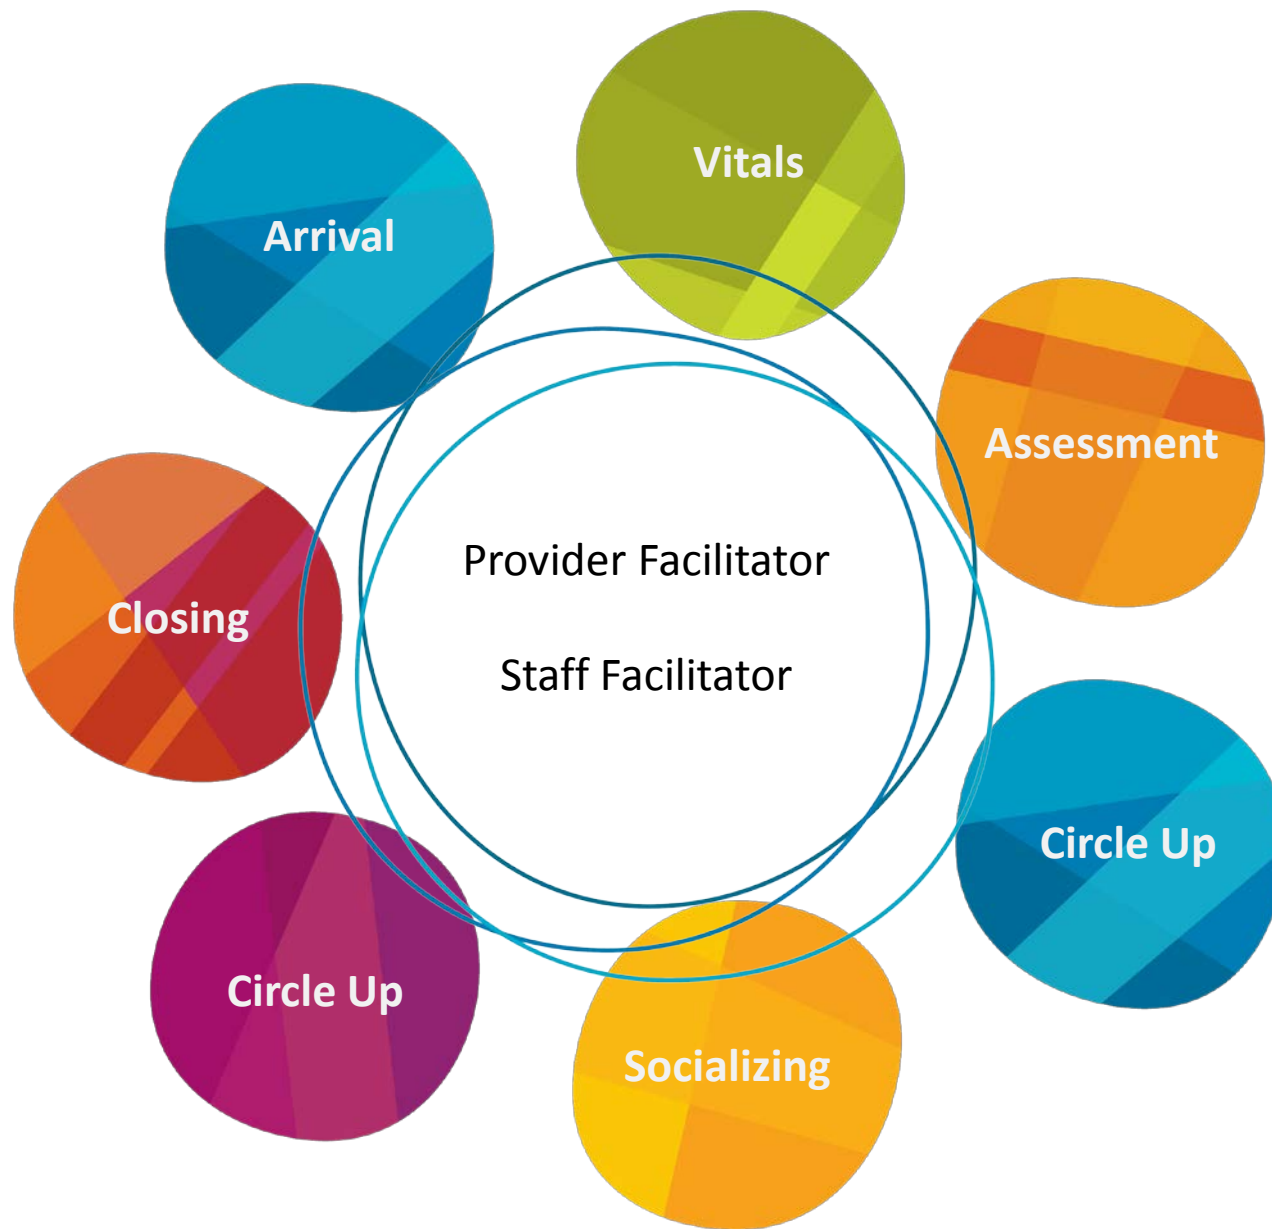 Vitals
Arrival
Assessment
Provider Facilitator
Closing
Staff Facilitator
Circle Up
Circle Up
Socializing